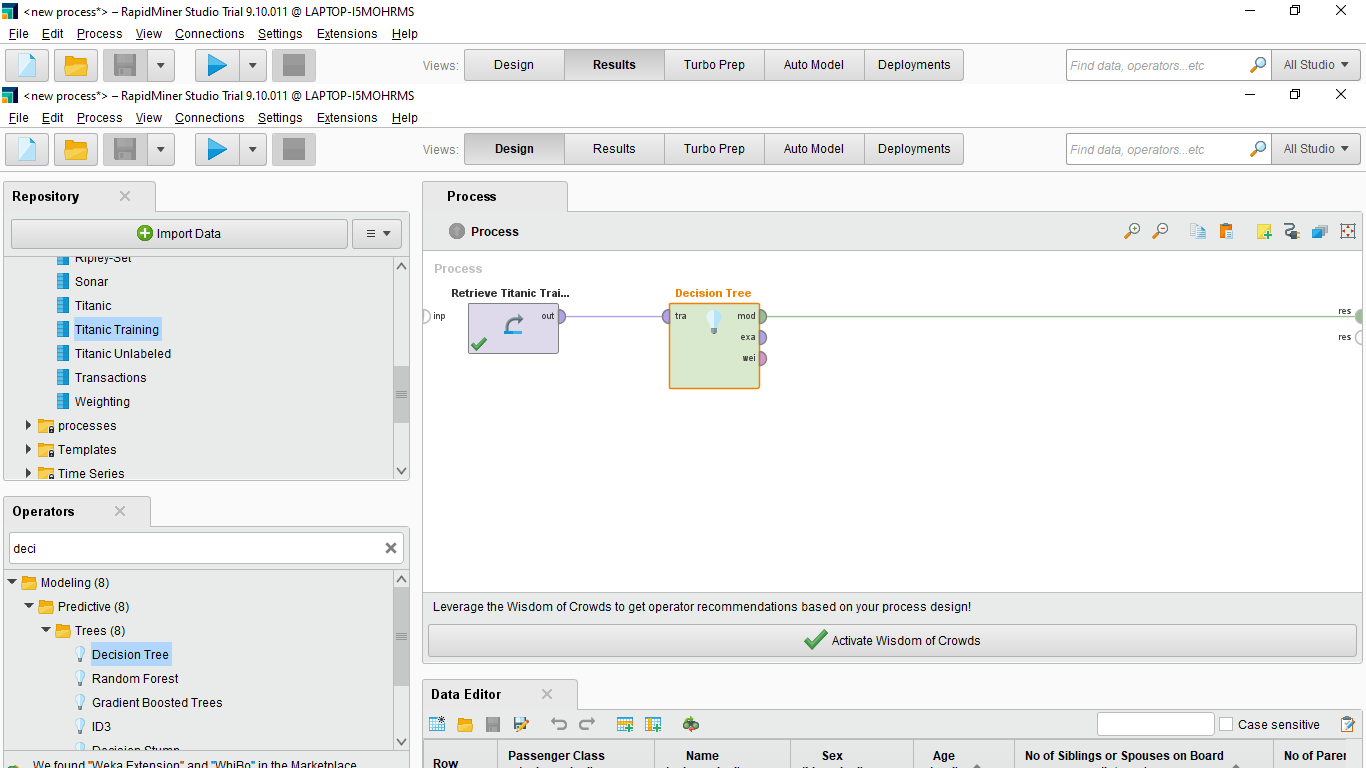 <new process*> – RapidMiner Studio Trial 9.10.011 @ LAPTOP-I5MOHRMS
File Edit Process View Connections Settings Extensions Help
Views: Design Results Turbo Prep Auto Model Deployments Find data, operators...etc All Studio
<new process*> – RapidMiner Studio Trial 9.10.011 @ LAPTOP-I5MOHRMS
File Edit Process View Connections Settings Extensions Help
Views: Design Results Turbo Prep Auto Model Deployments Find data, operators...etc All Studio
Repository
Import Data
Ripley-Set
Sonar
Titanic
Titanic Training
Titanic Unlabeled
Transactions
Weighting
processes
Templates
Time Series
Operators
deci
Modeling (8)
Predictive (8)
Trees (8)
Decision Tree
Random Forest
Gradient Boosted Trees
ID3
Decision Stump
We found "Weka Extension" and "WhiBo" in the Marketplace.
Process
Process
Process
Retrieve Titanic Trai...
Decision Tree
inp
out
tra
mod
exa
wei
res
res
Leverage the Wisdom of Crowds to get operator recommendations based on your process design!
Activate Wisdom of Crowds
Data Editor
Case sensitive
Row
Passenger Class
Name
Sex
Age
No of Siblings or Spouses on Board
No of Parer